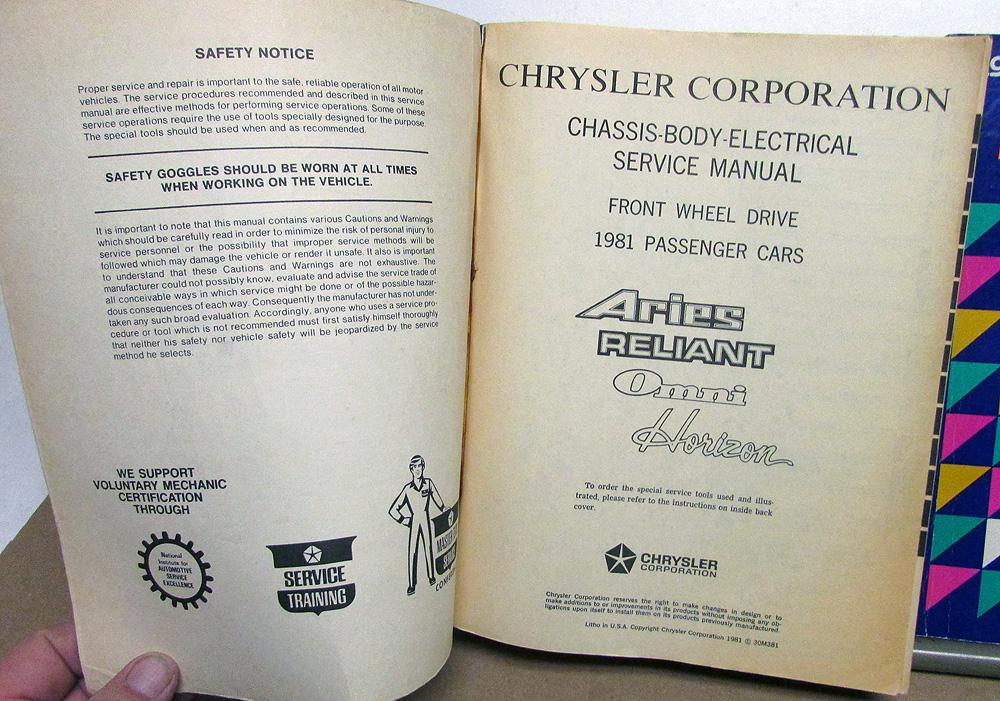 SAFETY NOTICE
Proper service and repair is important to the safe, reliable operation of all motor
vehicles. The service procedures recommended and described in this service
manual are effective methods for performing service operations. Some of these
service operations require the use of tools specially designed for the purpose.
The special tools should be used when and as recommended.
SAFETY GOGGLES SHOULD BE WORN AT ALL TIMES
WHEN WORKING ON THE VEHICLE.
It is important to note that this manual contains various Cautions and Warnings
which should be carefully read in order to minimize the risk of personal injury to
service personnel or the possibility that improper service methods will be
followed which may damage the vehicle or render it unsafe. It also is important
to understand that these Cautions and Warnings are not exhaustive. The
manufacturer could not possibly know, evaluate and advise the service trade of
all conceivable ways in which service might be done or of the possible hazar-
dous consequences of each way. Consequently the manufacturer has not under-
taken any such broad evaluation. Accordingly, anyone who uses a service pro-
cedure or tool which is not recommended must first satisfy himself thoroughly
that neither his safety nor vehicle safety will be jeopardized by the service
method he selects.
WE SUPPORT
VOLUNTARY MECHANIC
CERTIFICATION
THROUGH
National
Institute for
AUTOMOTIVE
SERVICE
EXCELLENCE
SERVICE
TRAINING
CHRYSLER CORPORATION
CHASSIS-BODY-ELECTRICAL
SERVICE MANUAL
FRONT WHEEL DRIVE
1981 PASSENGER CARS
Aries
RELIANT
Omni
Horizon
To order the special service tools used and illus-
trated, please refer to the instructions on inside back
cover.
CHRYSLER
CORPORATION
Chrysler Corporation reserves the right to make changes in design or to
make additions to or improvements in its products without imposing any ob-
ligations upon itself to install them on its products previously manufactured.
Litho in U.S.A. Copyright Chrysler Corporation 1981 © 30M381